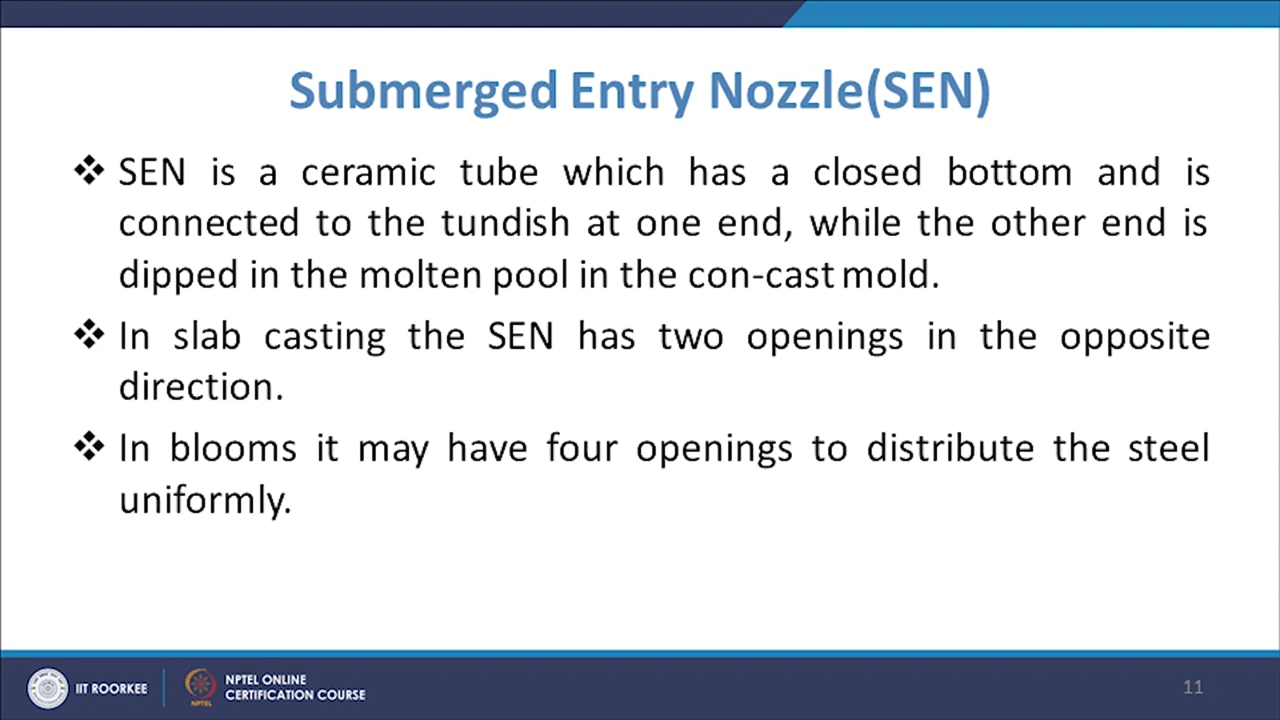 Submerged Entry Nozzle(SEN)
❖ SEN is a ceramic tube which has a closed bottom and is
connected to the tundish at one end, while the other end is
dipped in the molten pool in the con-cast mold.
❖ In slab casting the SEN has two openings in the opposite
direction.
❖ In blooms it may have four openings to distribute the steel
uniformly.
IIT ROORKEE
NPTEL
NPTEL ONLINE
CERTIFICATION COURSE
11